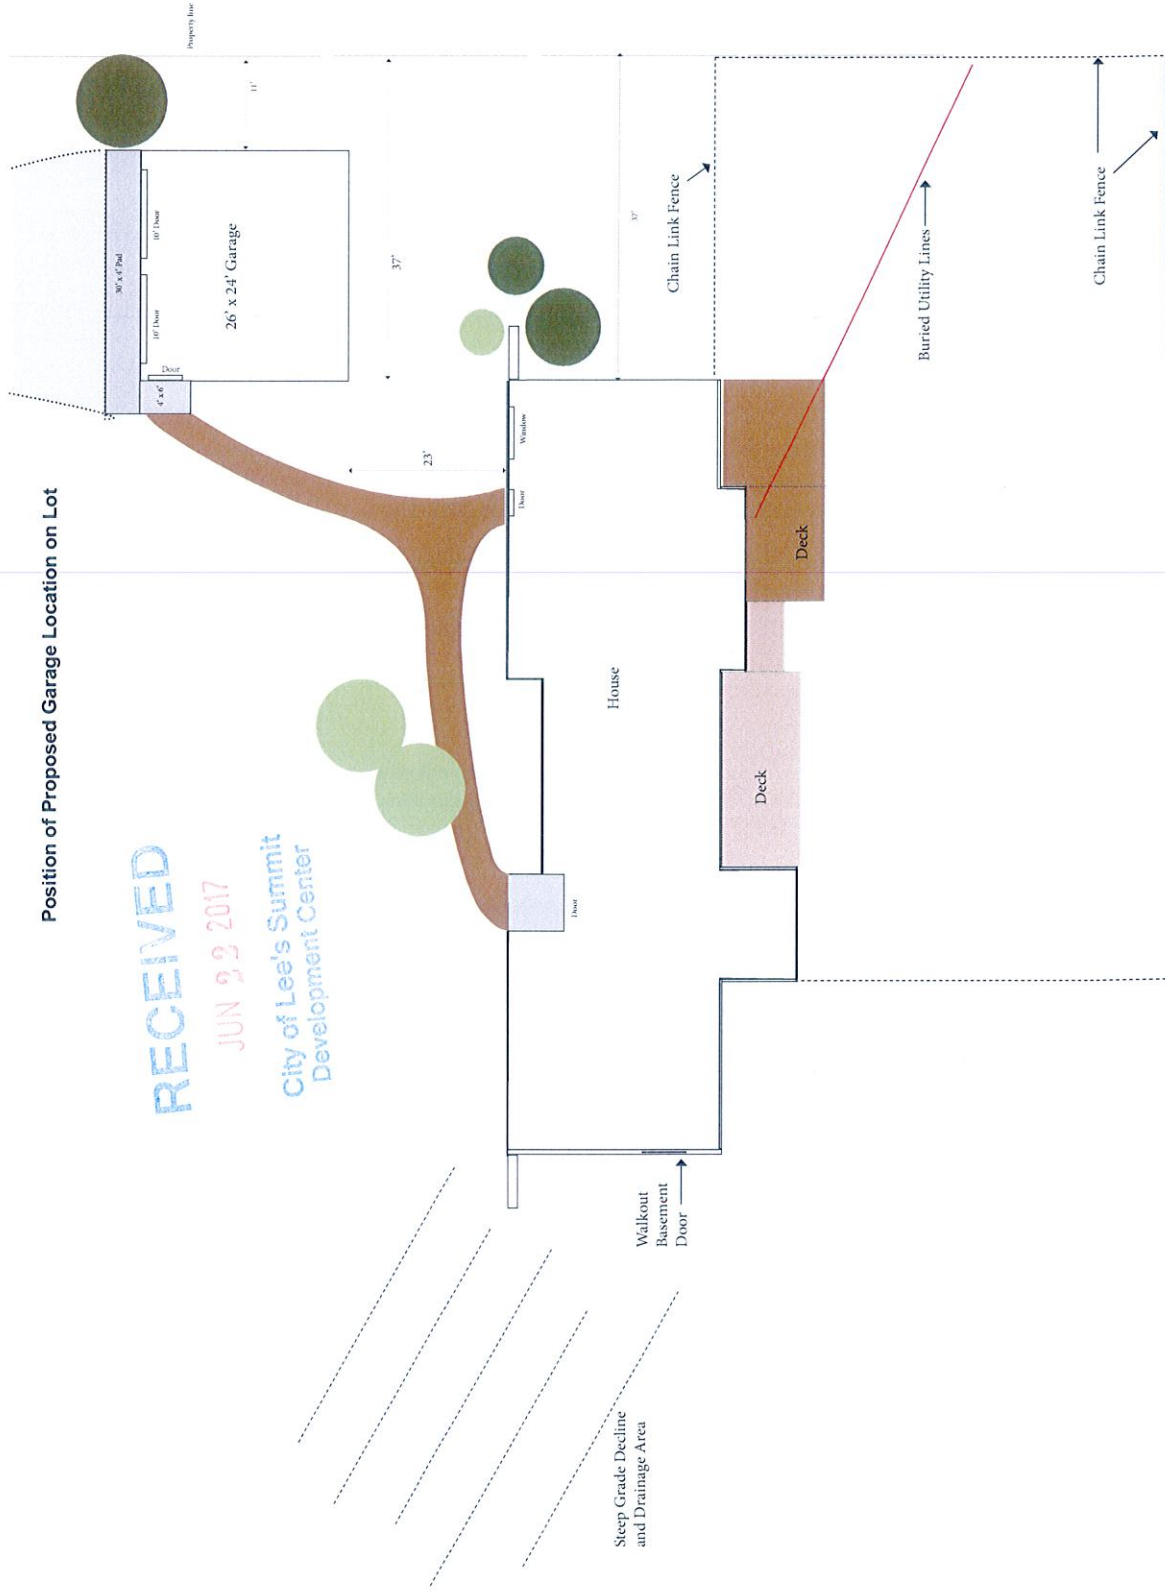 Position of Proposed Garage Location on Lot
RECEIVED
JUN 22 2017
City of Lee's Summit
Development Center
Property line
11'
30' x 4' Pad
10' Door
10' Door
Door
4' x 6'
26' x 24' Garage
37'
23'
32'
Window
Door
House
Door
Deck
Deck
Chain Link Fence
Buried Utility Lines
Chain Link Fence
Walkout
Basement
Door
Steep Grade Decline
and Drainage Area